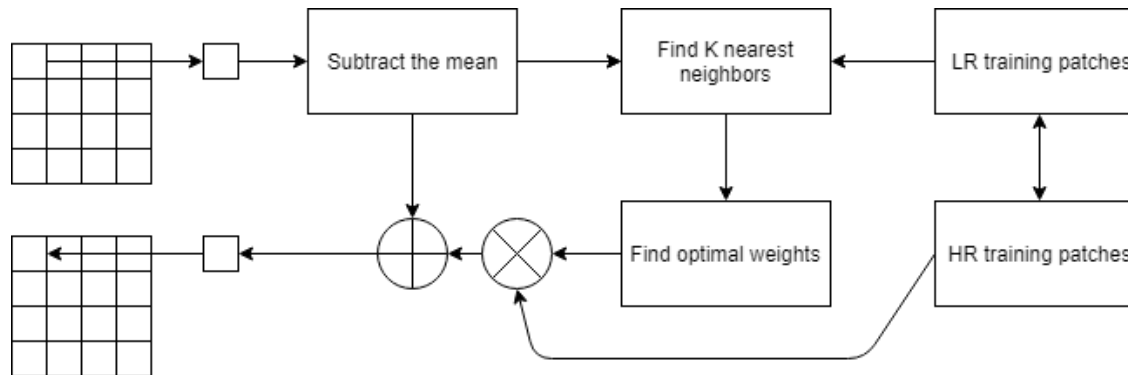 Subtract the mean
Find K nearest
neighbors
LR training patches
Find optimal weights
HR training patches